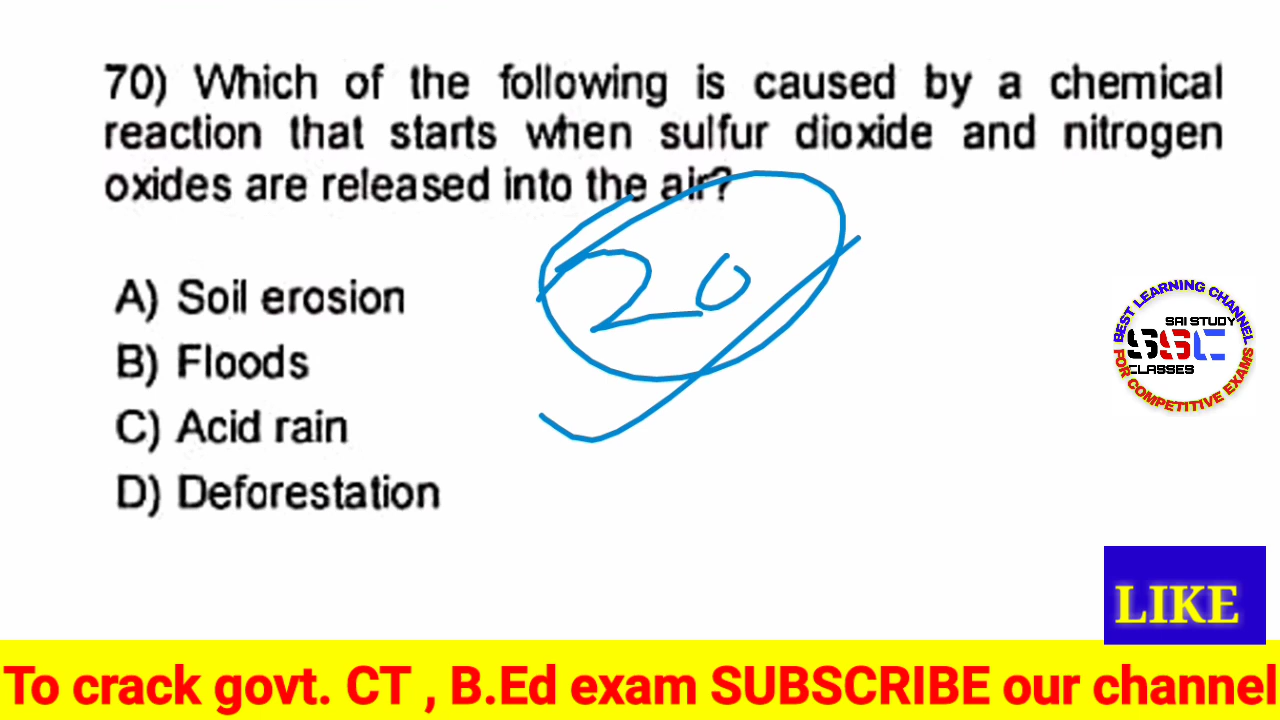 70) Which of the following is caused by a chemical
reaction that starts when sulfur dioxide and nitrogen
oxides are released into the air?
20
A) Soil erosion
B) Floods
C) Acid rain
D) Deforestation
BEST LEARNING CHANNEL
SAI STUDY
SSC
CLASSES
FOR COMPETITIVE EXAMS
LIKE
To crack govt. CT , B.Ed exam SUBSCRIBE our channel